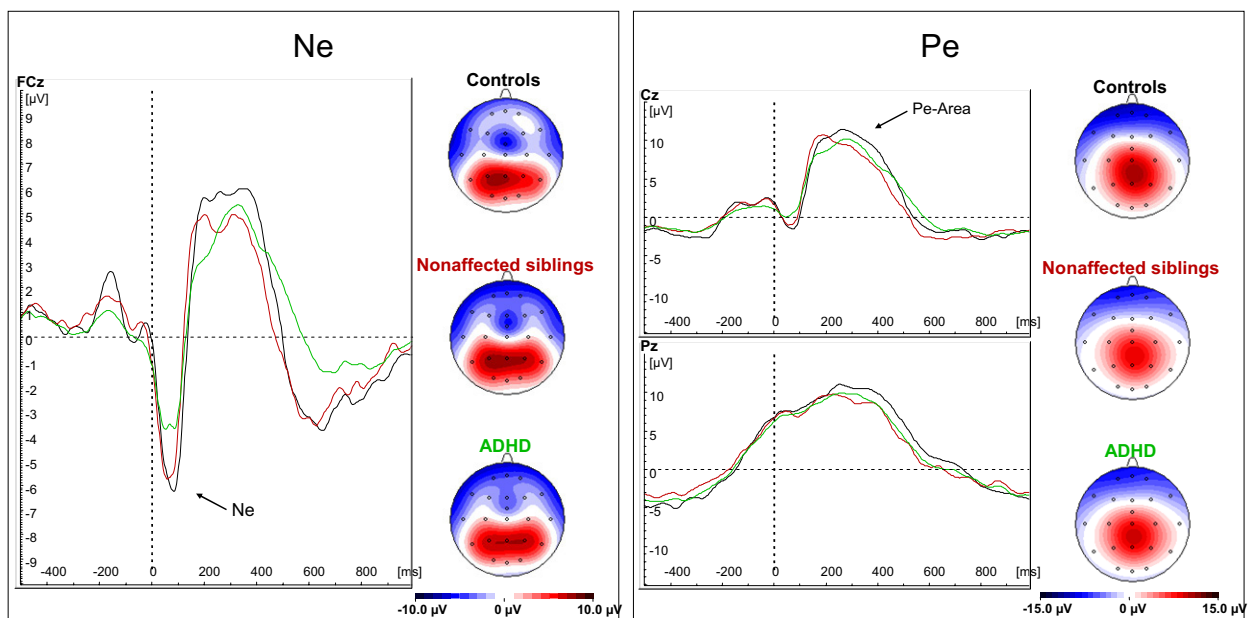 Ne
FCz
[µV]
9
8
7
6
5
4
3
2
1
0
-1
-2
-3
-4
-5
-6
-7
-8
-9
-400
-200
0
200
400
600
800
[ms]
Ne
Controls
Nonaffected siblings
ADHD
-10.0 µV 0 µV 10.0 µV
Pe
Cz
[µV]
10
5
0
-5
-10
-400
-200
0
200
400
600
800
[ms]
Pe-Area
Pz
[µV]
10
5
0
-5
-10
-400
-200
0
200
400
600
800
[ms]
Controls
Nonaffected siblings
ADHD
-15.0 µV 0 µV 15.0 µV